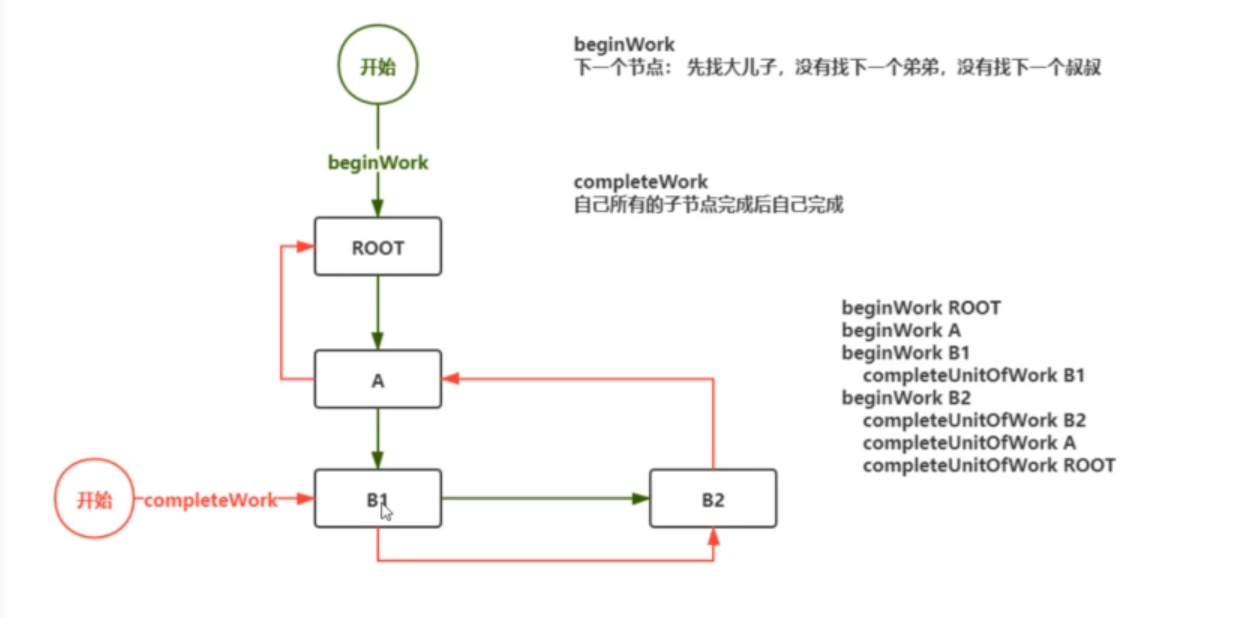 开始
beginWork
下一个节点： 先找大儿子，没有找下一个弟弟，没有找下一个叔叔
beginWork
completeWork
自己所有的子节点完成后自己完成
ROOT
beginWork ROOT
beginWork A
beginWork B1
completeUnitOfWork B1
beginWork B2
completeUnitOfWork B2
completeUnitOfWork A
completeUnitOfWork ROOT
A
开始
completeWork
B1
B2